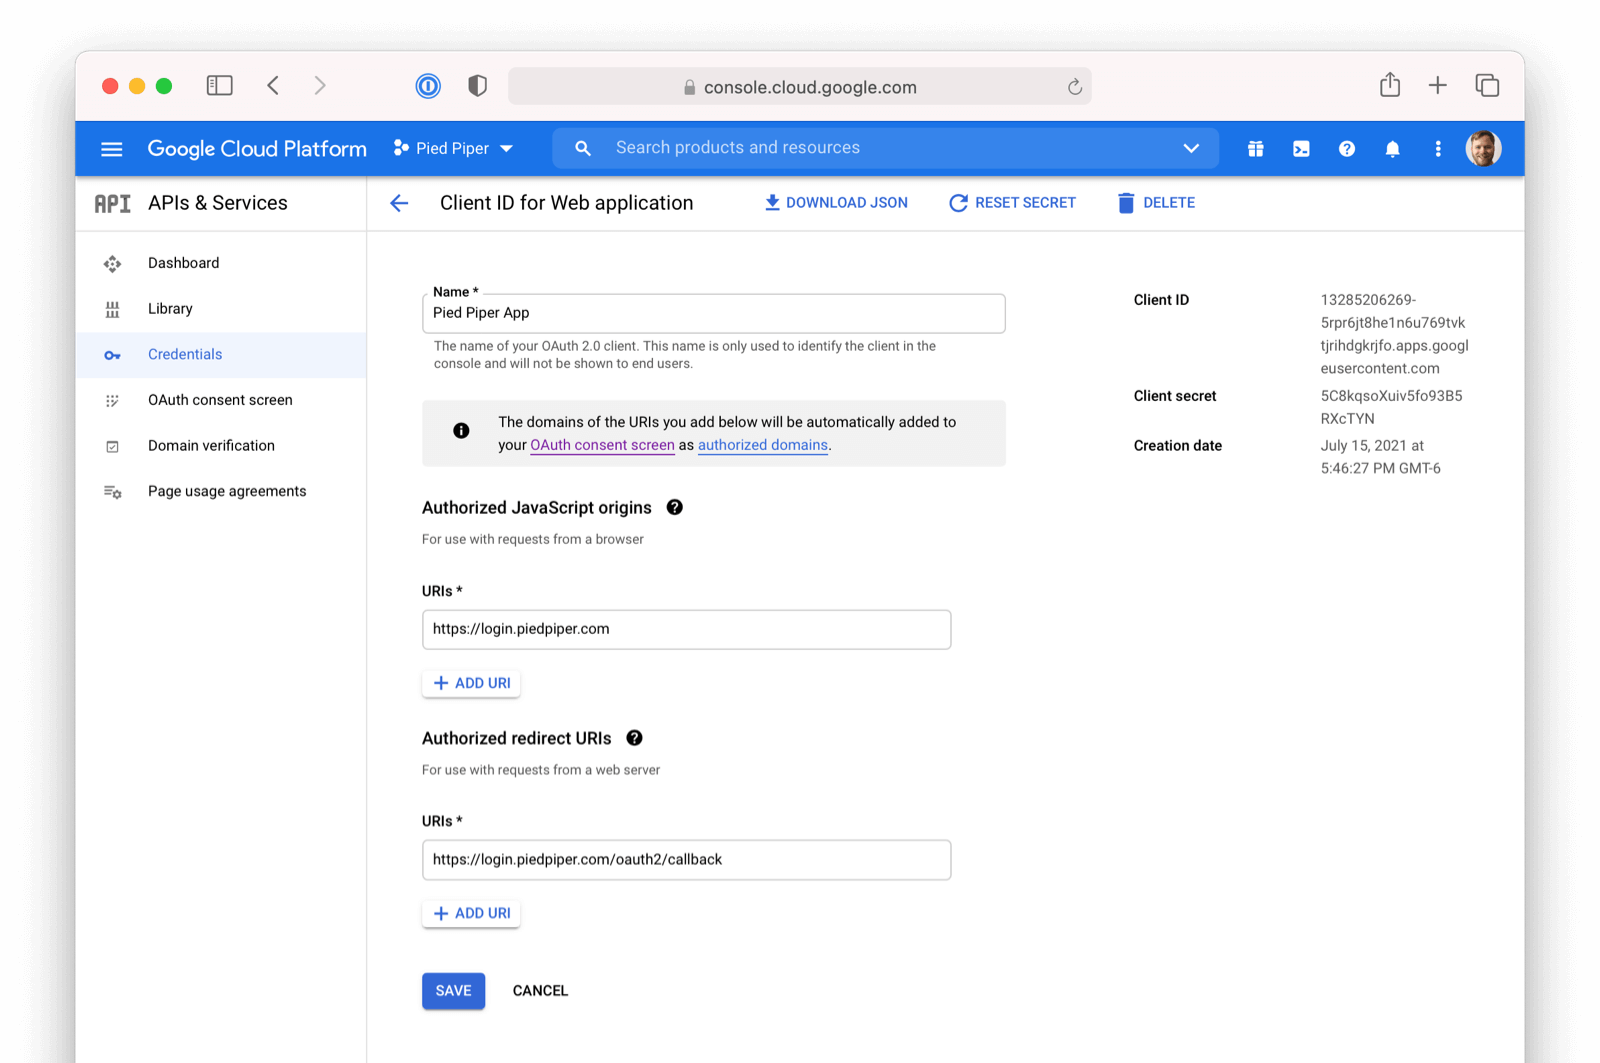 console.cloud.google.com
Google Cloud Platform
Pied Piper
Search products and resources
API APIs & Services
Client ID for Web application
DOWNLOAD JSON
RESET SECRET
DELETE
Dashboard
Library
Credentials
OAuth consent screen
Domain verification
Page usage agreements
Name *
Pied Piper App
The name of your OAuth 2.0 client. This name is only used to identify the client in the
console and will not be shown to end users.
The domains of the URIs you add below will be automatically added to
your OAuth consent screen as authorized domains.
Authorized JavaScript origins
For use with requests from a browser
URIs *
https://login.piedpiper.com
ADD URI
Authorized redirect URIs
For use with requests from a web server
URIs *
https://login.piedpiper.com/oauth2/callback
ADD URI
SAVE
CANCEL
Client ID
13285206269-
5rpr6jt8he1n6u769tvk
tjrihdgkrjfo.apps.googl
eusercontent.com
Client secret
5C8kqsoXuiv5fo93B5
RXcTYN
Creation date
July 15, 2021 at
5:46:27 PM GMT-6